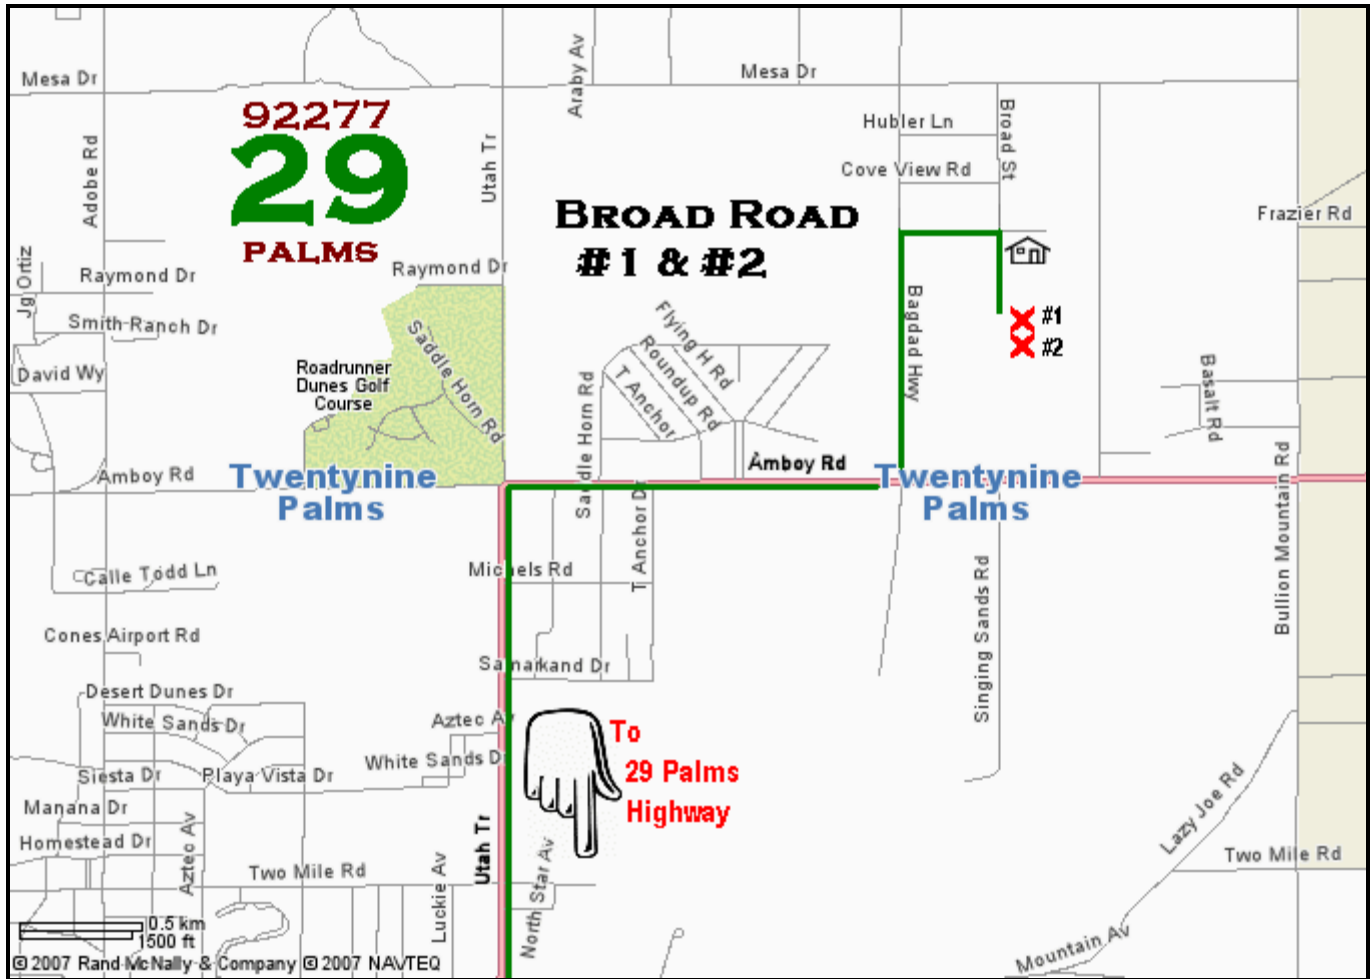 Mesa Dr
Araby Av
Mesa Dr
92277
29
PALMS
Adobe Rd
Utah Tr
Hubler Ln
Broad St
Cove View Rd
BROAD ROAD
#1 & #2
Frazier Rd
Jg Ortiz
Raymond Dr
Raymond Dr
Smith Ranch Dr
David Wy
Roadrunner
Dunes Golf
Course
Saddle Horn Rd
Flying H Rd
Roundup Rd
T Anchor
Bagdad Hwy
#1
#2
Basalt Rd
Saddle Horn Rd
Amboy Rd
Twentynine
Palms
Amboy Rd
Twentynine
Palms
Bullion Mountain Rd
T Anchor Dr
Calle Todd Ln
Michels Rd
Singing Sands Rd
Cones Airport Rd
Samarkand Dr
Desert Dunes Dr
White Sands Dr
Aztec Av
White Sands Dr
Siesta Dr
Playa Vista Dr
To
29 Palms
Highway
Manana Dr
Homestead Dr
Aztec Av
Two Mile Rd
Luckie Av
Utah Tr
North Star Av
Lazy Joe Rd
Two Mile Rd
Mountain Av
0.5 km
1500 ft
© 2007 Rand McNally & Company © 2007 NAVTEQ